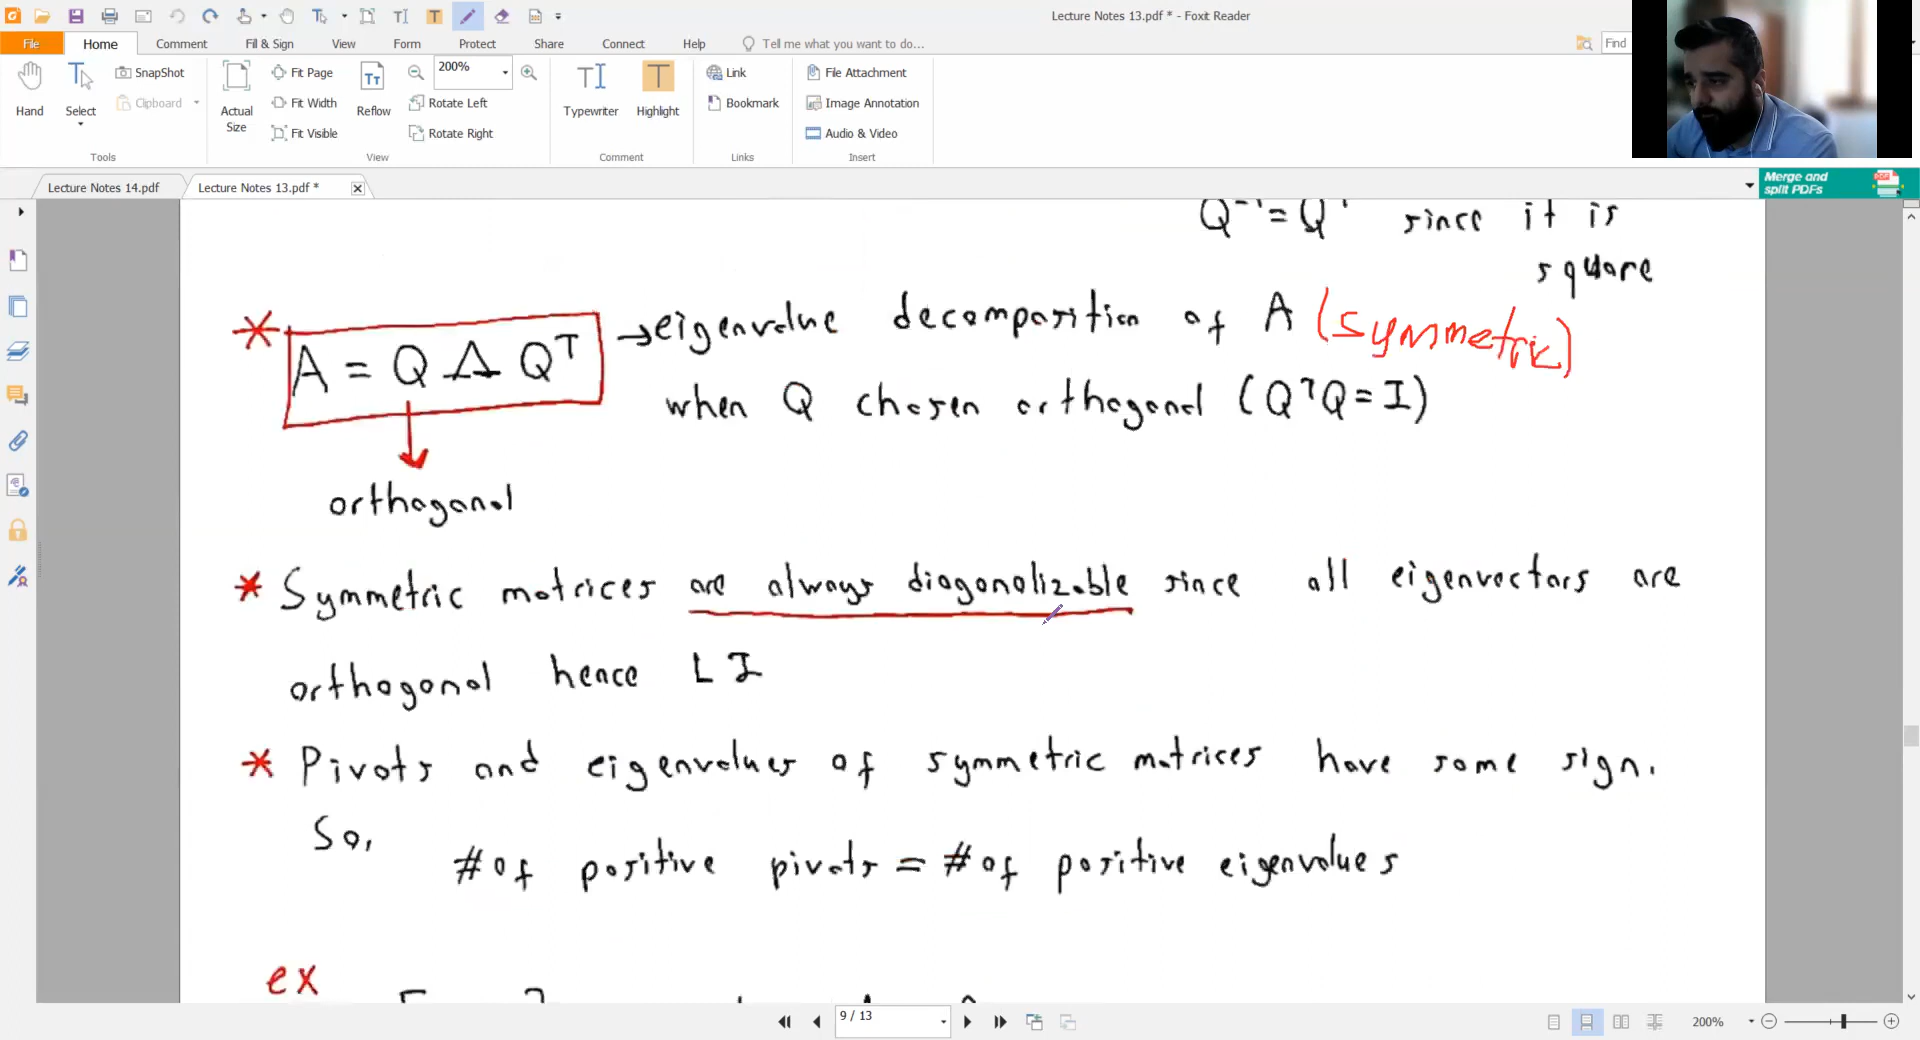 Lecture Notes 13.pdf * - Foxit Reader
File Home Comment Fill & Sign View Form Protect Share Connect Help Tell me what you want to do... Find
Hand Select SnapShot Clipboard Actual Size Fit Page Fit Width Fit Visible Reflow 200% Rotate Left Rotate Right Typewriter Highlight Link Bookmark File Attachment Image Annotation Audio & Video
Tools View Comment Links Insert
Lecture Notes 14.pdf Lecture Notes 13.pdf * Merge and split PDFs
Q⁻¹ = Qᵀ since it is
square
* A = Q Λ Qᵀ → eigenvalue decomposition of A (symmetric)
when Q chosen orthogonal (QᵀQ = I)
orthogonal
* Symmetric matrices are always diagonalizable since all eigenvectors are
orthogonal hence LI
* Pivots and eigenvalues of symmetric matrices have same sign.
So,
# of positive pivots = # of positive eigenvalues
ex
9 / 13 200%